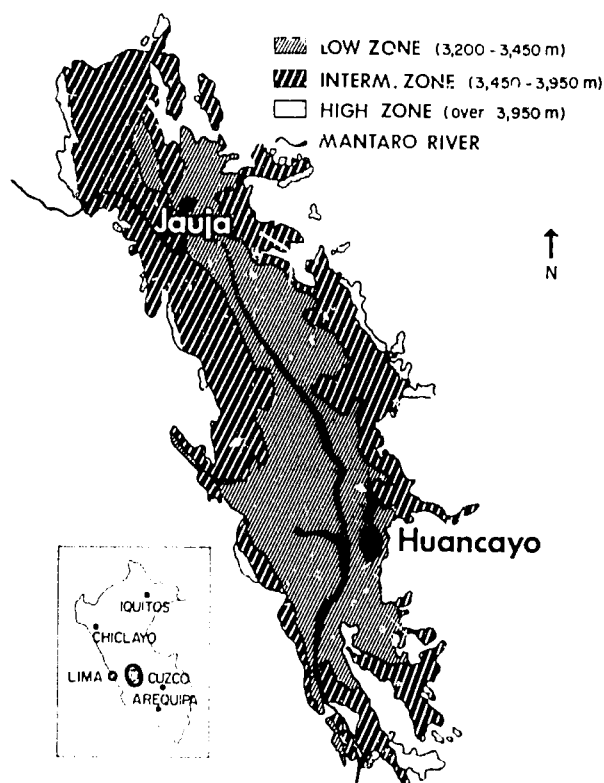 LOW ZONE (3,200 - 3,450 m)
INTERM. ZONE (3,450 - 3,950 m)
HIGH ZONE (over 3,950 m)
MANTARO RIVER
Jauja
N
Huancayo
IQUITOS
CHICLAYO
LIMA
CUZCO
AREQUIPA